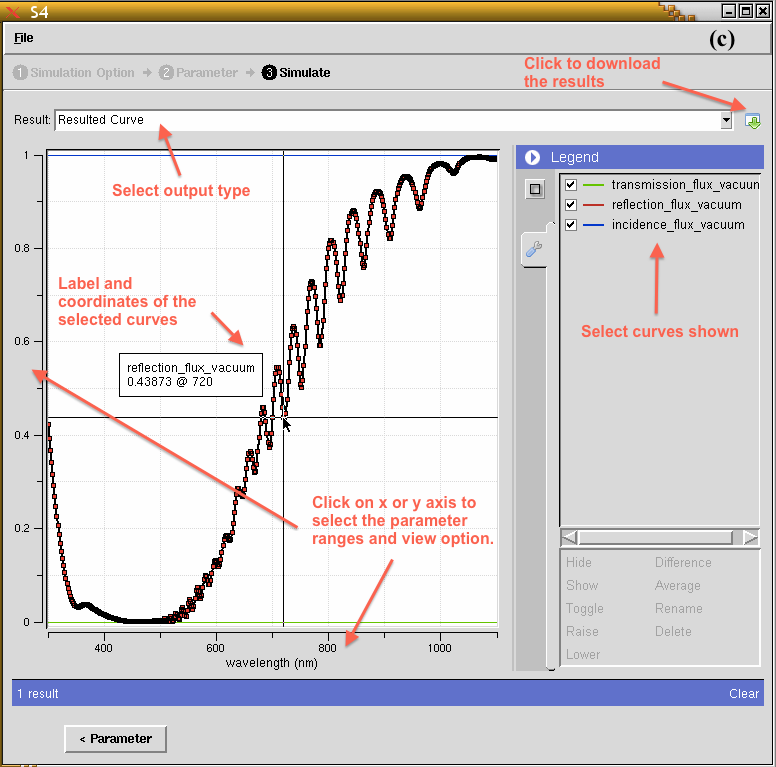 S4
File
(c)
1 Simulation Option → 2 Parameter → 3 Simulate
Click to download
the results
Result: Resulted Curve
Select output type
Legend
transmission_flux_vacuum
reflection_flux_vacuum
incidence_flux_vacuum
Select curves shown
Label and
coordinates of the
selected curves
reflection_flux_vacuum
0.43873 @ 720
Click on x or y axis to
select the parameter
ranges and view option.
1
0.8
0.6
0.4
0.2
0
400 600 800 1000
wavelength (nm)
Hide Difference
Show Average
Toggle Rename
Raise Delete
Lower
1 result Clear
< Parameter